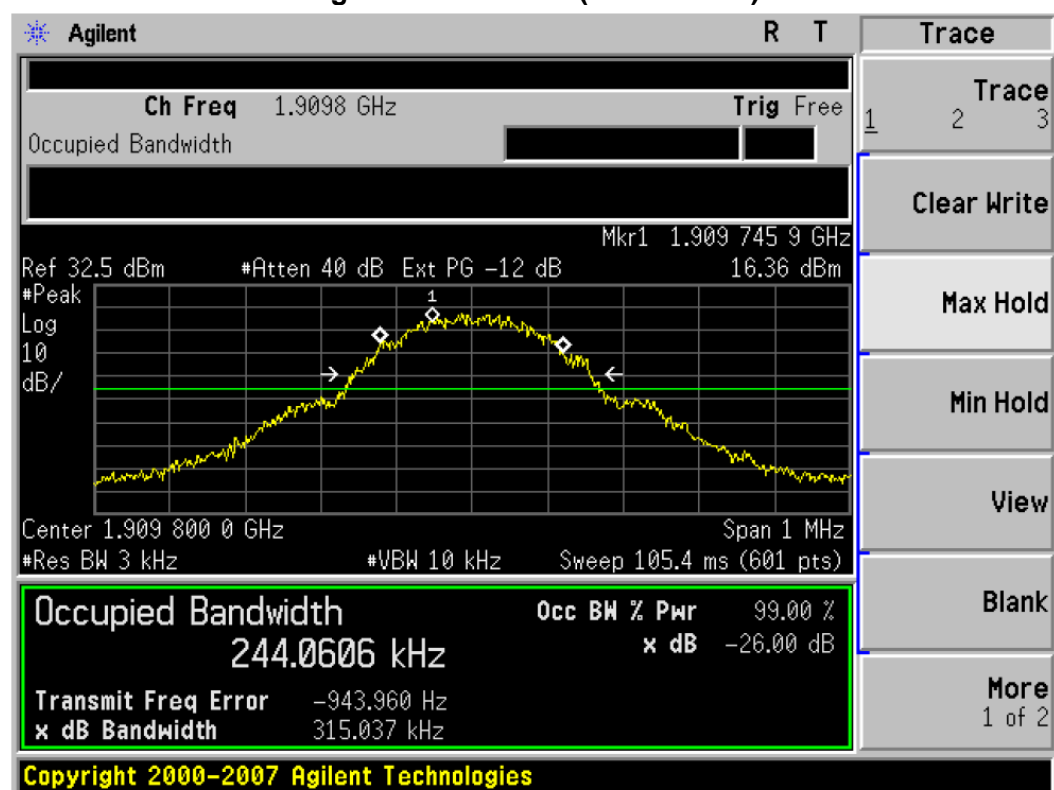 Agilent R T Trace
Ch Freq 1.9098 GHz Trig Free
Occupied Bandwidth
Trace
1 2 3
Clear Write
Max Hold
Min Hold
View
Blank
More
1 of 2
Mkr1 1.909 745 9 GHz
Ref 32.5 dBm #Atten 40 dB Ext PG -12 dB 16.36 dBm
#Peak
Log
10
dB/
1
Center 1.909 800 0 GHz Span 1 MHz
#Res BW 3 kHz #VBW 10 kHz Sweep 105.4 ms (601 pts)
Occupied Bandwidth Occ BW % Pwr 99.00 %
244.0606 kHz x dB -26.00 dB
Transmit Freq Error -943.960 Hz
x dB Bandwidth 315.037 kHz
Copyright 2000-2007 Agilent Technologies